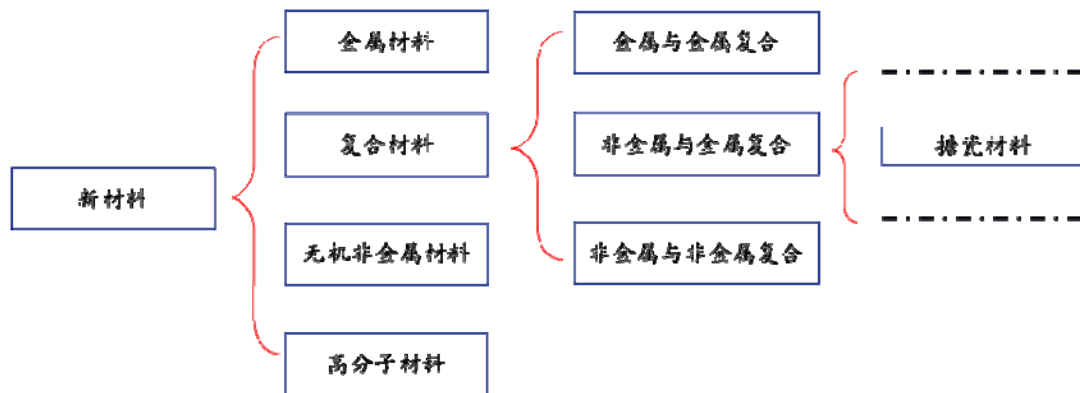 金属材料
金属与金属复合
复合材料
非金属与金属复合
搪瓷材料
新材料
无机非金属材料
非金属与非金属复合
高分子材料